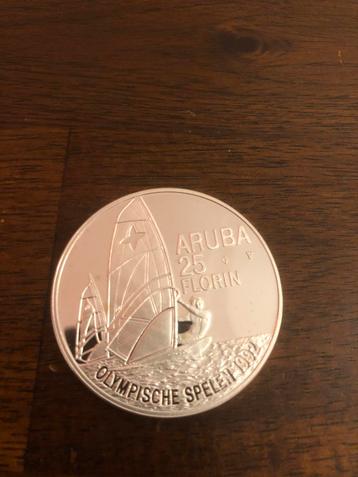 ARUBA
25
FLORIN
OLYMPISCHE SPELEN 1992